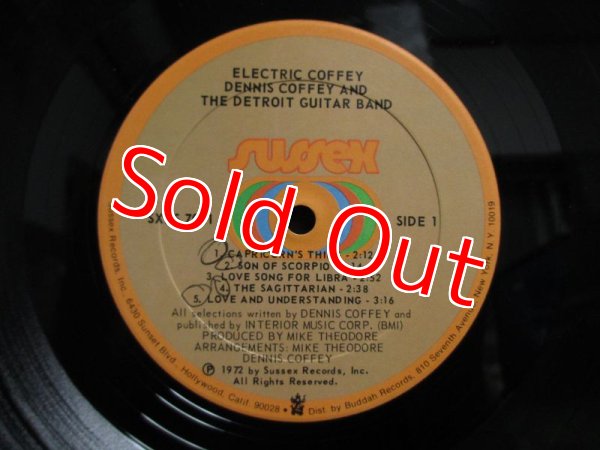 ELECTRIC COFFEY
DENNIS COFFEY AND
THE DETROIT GUITAR BAND
sussex
Sold Out
SIDE 1
1. CAPRICORN'S - 2:12
2. SON OF SCORPIO
3. LOVE SONG FOR LIBRA - 2:52
4. THE SAGITTARIAN - 2:38
5. LOVE AND UNDERSTANDING - 3:16
All selections written by DENNIS COFFEY and
published by INTERIOR MUSIC CORP. (BMI)
PRODUCED BY MIKE THEODORE
ARRANGEMENTS: MIKE THEODORE
DENNIS COFFEY
℗ 1972 by Sussex Records, Inc.
All Rights Reserved.
Sussex Records, Inc. 6430 Sunset Blvd., Hollywood, Calif. 90028 • Dist. by Buddah Records, 810 Seventh Avenue, New York, N.Y. 10019